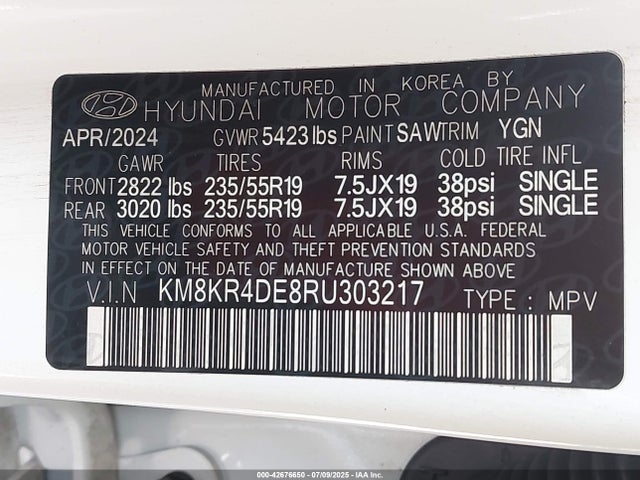 MANUFACTURED IN KOREA BY
HYUNDAI MOTOR COMPANY
APR/2024 GVWR 5423 lbs PAINT SAW TRIM YGN
GAWR TIRES RIMS COLD TIRE INFL
FRONT 2822 lbs 235/55R19 7.5JX19 38psi SINGLE
REAR 3020 lbs 235/55R19 7.5JX19 38psi SINGLE
THIS VEHICLE CONFORMS TO ALL APPLICABLE U.S.A. FEDERAL
MOTOR VEHICLE SAFETY AND THEFT PREVENTION STANDARDS
IN EFFECT ON THE DATE OF MANUFACTURE SHOWN ABOVE
V.I.N KM8KR4DE8RU303217 TYPE : MPV
000-42676650 / 07/09/2025 - IAA Corp.